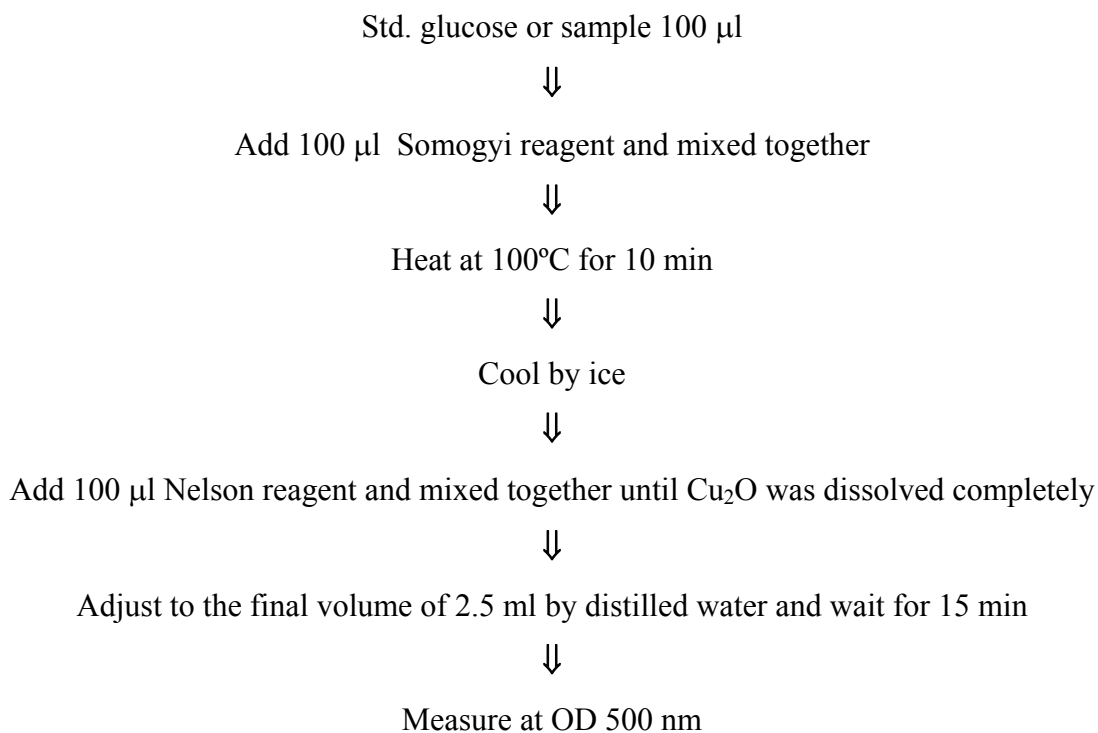 Std. glucose or sample 100 μl
⇓
Add 100 μl Somogyi reagent and mixed together
⇓
Heat at 100ºC for 10 min
⇓
Cool by ice
⇓
Add 100 μl Nelson reagent and mixed together until Cu₂O was dissolved completely
⇓
Adjust to the final volume of 2.5 ml by distilled water and wait for 15 min
⇓
Measure at OD 500 nm